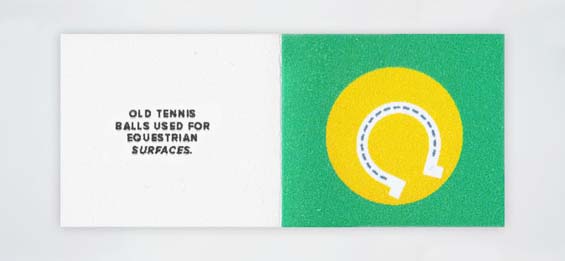 OLD TENNIS
BALLS USED FOR
EQUESTRIAN
SURFACES.